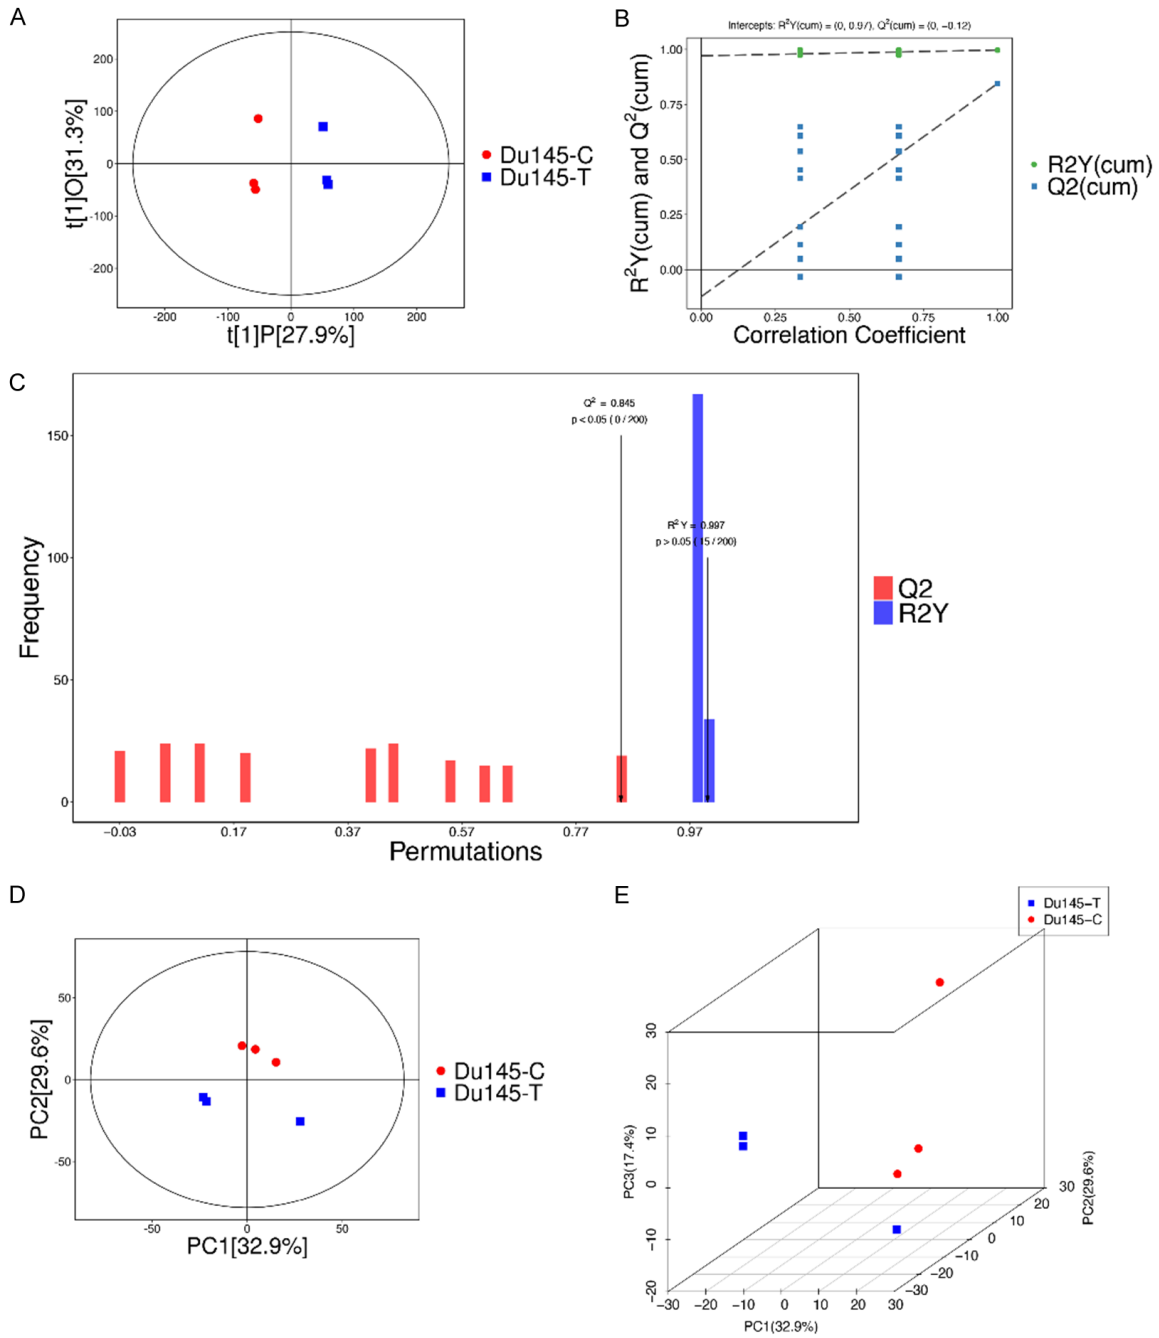 A
200
100
0
-100
-200
-200
-100
0
100
200
t[1]O[31.3%]
t[1]P[27.9%]
Du145-C
Du145-T
B
Intercepts: R²Y(cum) = (0, 0.97), Q²(cum) = (0, −0.12)
1.00
0.75
0.50
0.25
0.00
0.00
0.25
0.50
0.75
1.00
R²Y(cum) and Q²(cum)
Correlation Coefficient
R2Y(cum)
Q2(cum)
C
Q² = 0.845
p < 0.05 ( 0 / 200)
R² Y = 0.997
p > 0.05 ( 15 / 200)
150
100
50
0
−0.03
0.17
0.37
0.57
0.77
0.97
Frequency
Permutations
Q2
R2Y
D
50
0
-50
-50
0
50
PC2[29.6%]
PC1[32.9%]
Du145-C
Du145-T
E
Du145−T
Du145−C
30
20
10
0
−10
−20
PC3(17.4%)
−30
−20
−10
0
10
20
30
PC1(32.9%)
30
20
10
0
−10
−20
−30
PC2(29.6%)